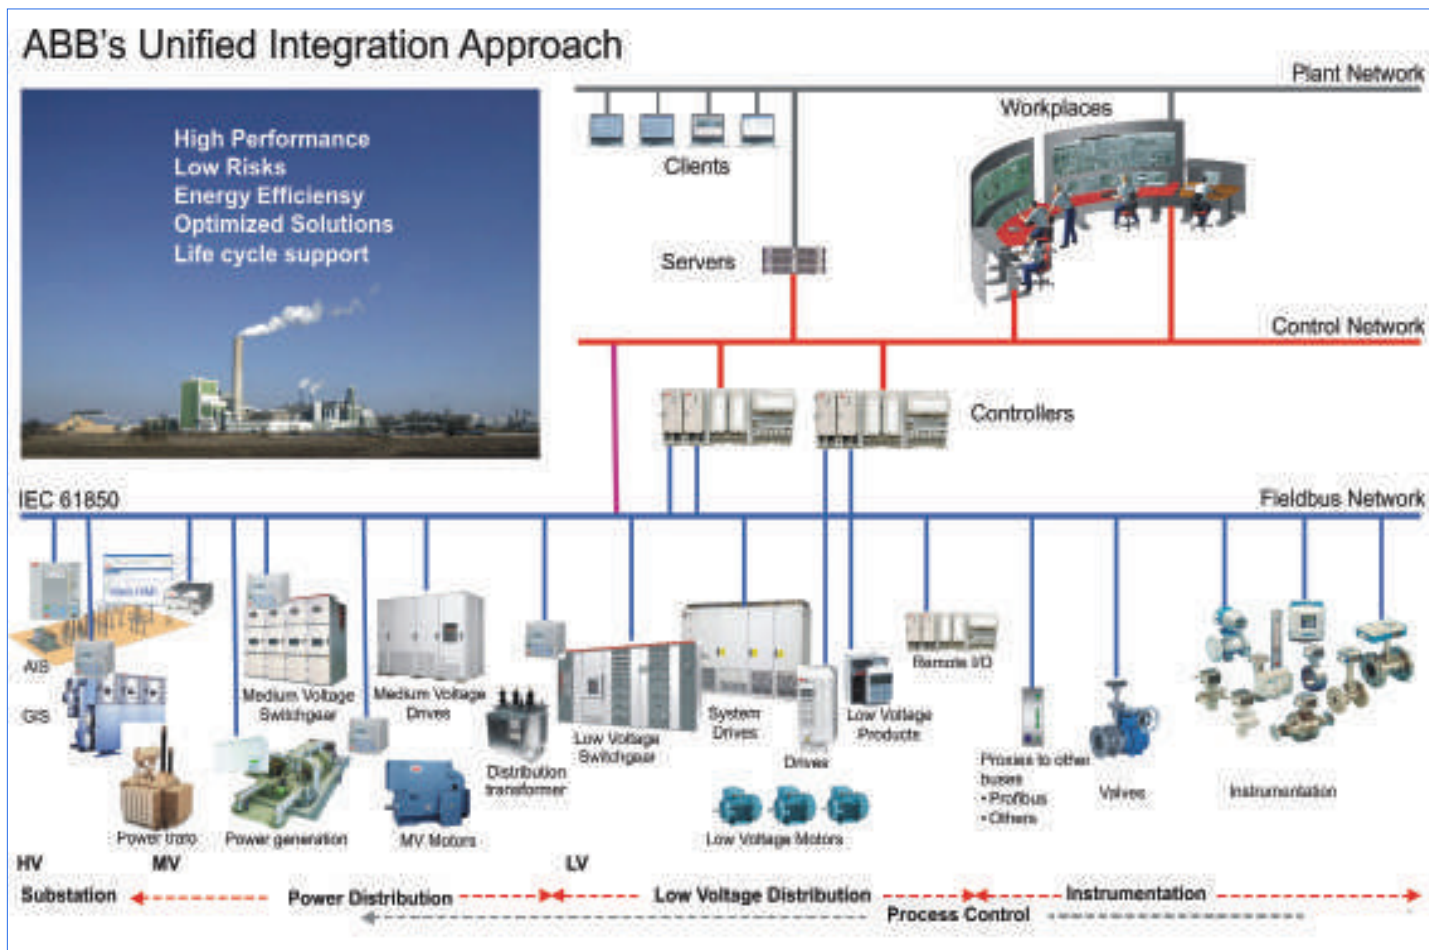 ABB's Unified Integration Approach
High Performance
Low Risks
Energy Efficiensy
Optimized Solutions
Life cycle support
Plant Network
Workplaces
Clients
Servers
Control Network
Controllers
IEC 61850
Fieldbus Network
AIS
GIS
Medium Voltage
Switchgear
Medium Voltage
Drives
Low Voltage
Switchgear
System
Drives
Low Voltage
Products
Remote I/O
Drives
Distribution
transformer
Proxies to other
buses
• Profibus
• Others
Valves
Instrumentation
Power trafo
Power generation
MV Motors
Low Voltage Motors
HV
MV
LV
Substation
Power Distribution
Low Voltage Distribution
Instrumentation
Process Control